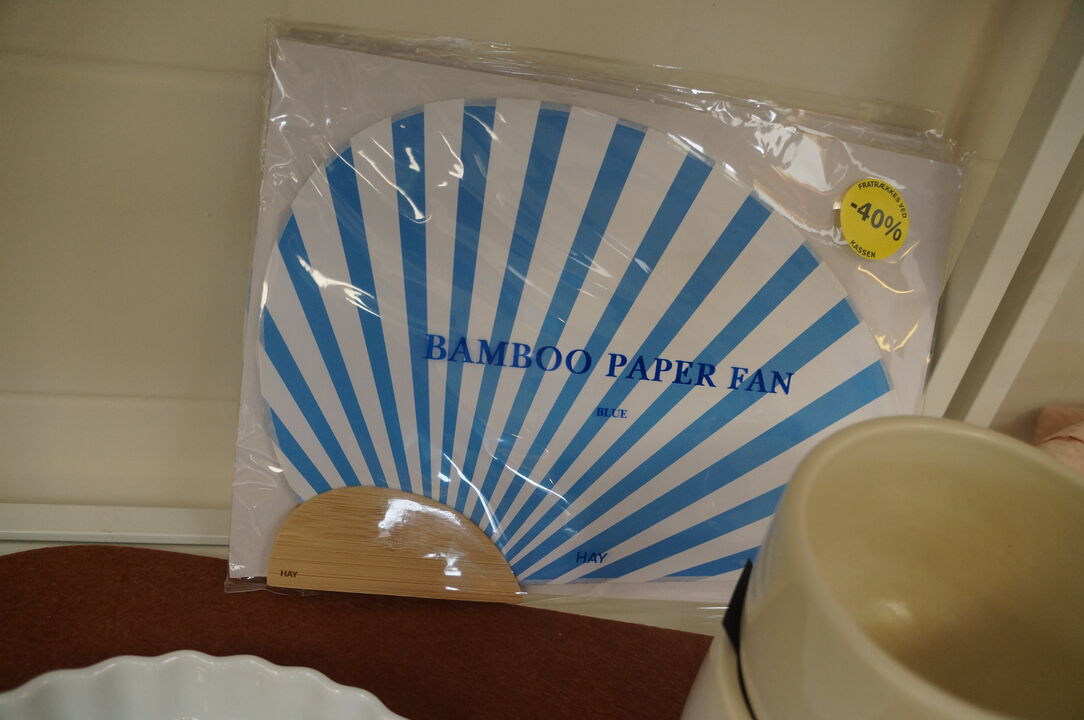 FRATRÆKKES VED
-40%
KASSEN
BAMBOO PAPER FAN
BLUE
HAY
HAY